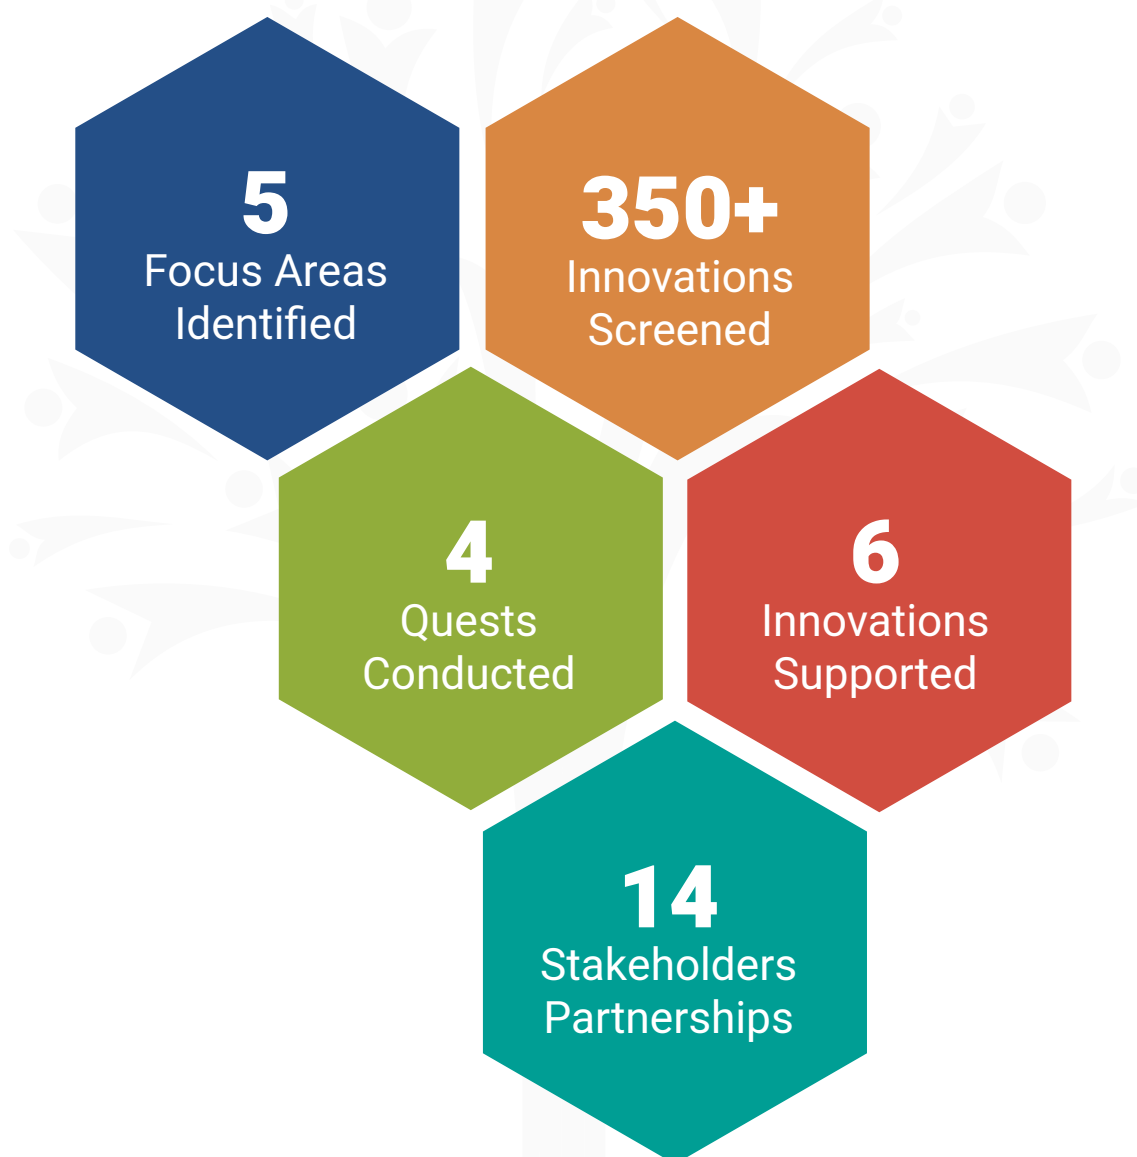 5
Focus Areas
Identified
350+
Innovations
Screened
4
Quests
Conducted
6
Innovations
Supported
14
Stakeholders
Partnerships